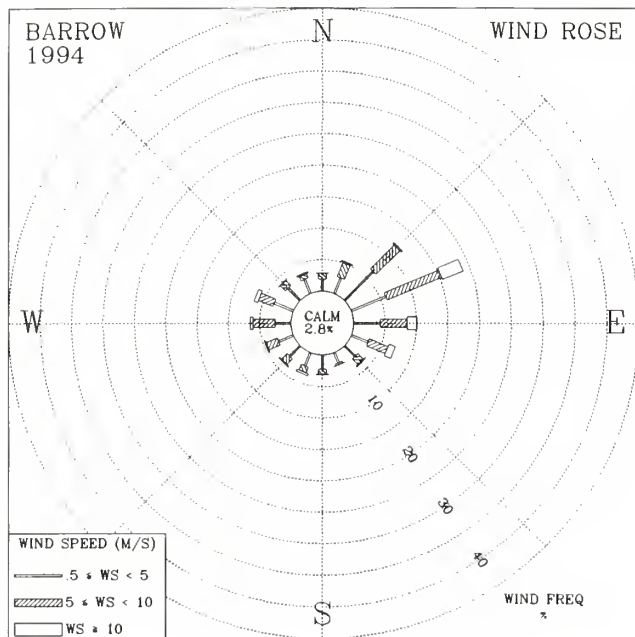 BARROW
1994
WIND ROSE
N
W
CALM
2.8%
E
10
20
30
40
S
WIND SPEED (M/S)
.5 ≤ WS < 5
5 ≤ WS < 10
WS ≥ 10
WIND FREQ
%